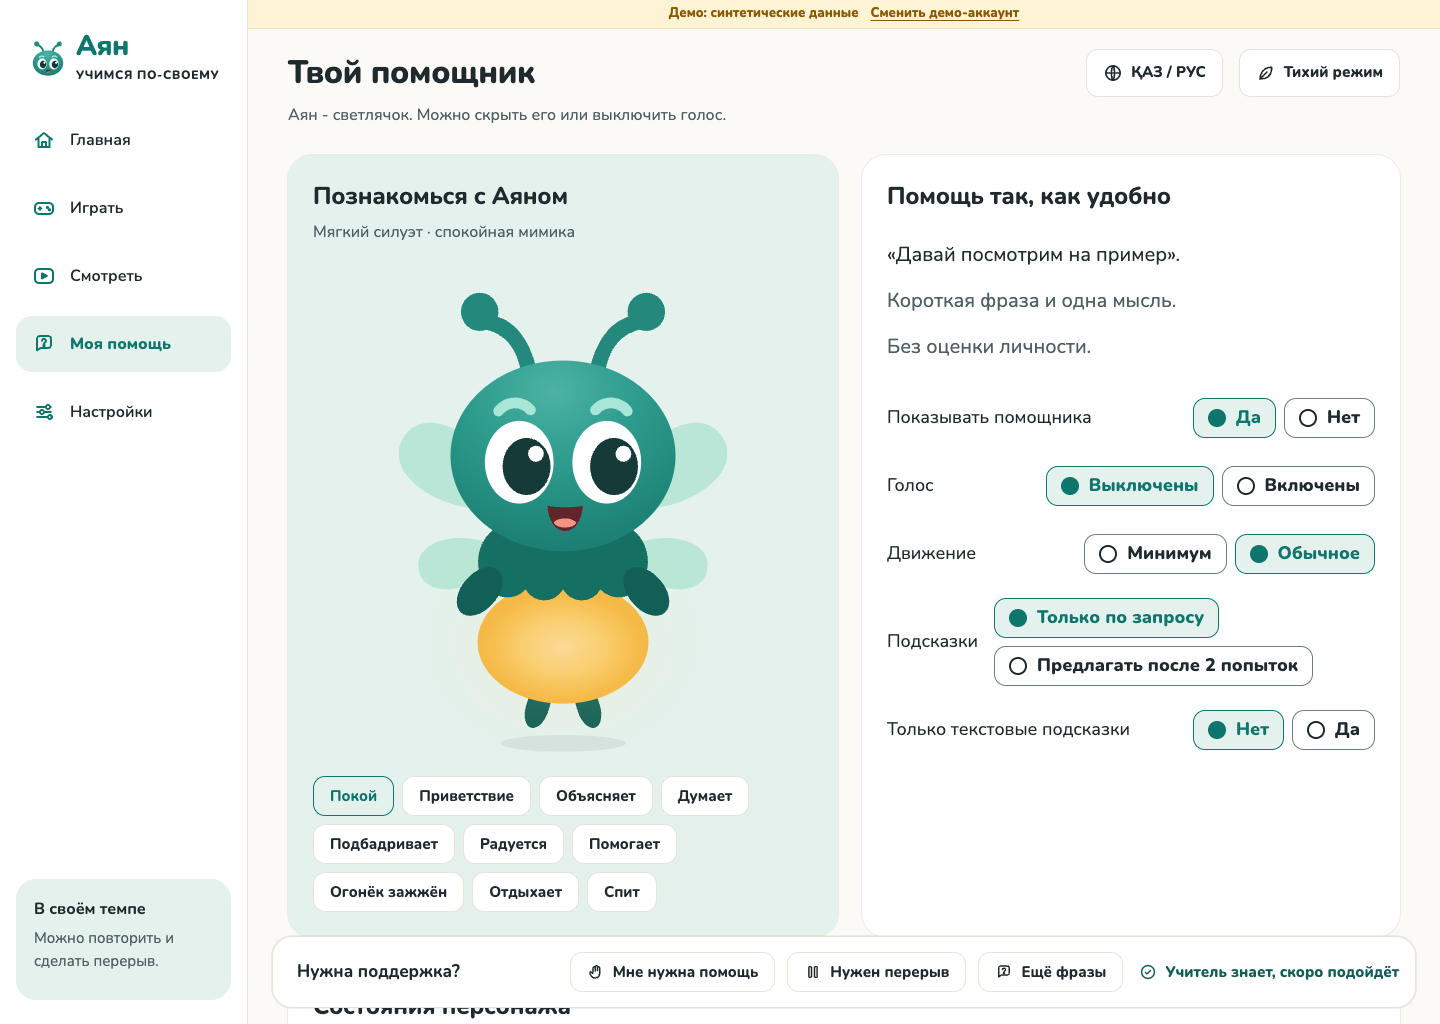 Демо: синтетические данные Сменить демо-аккаунт
Аян
УЧИМСЯ ПО-СВОЕМУ
Главная
Играть
Смотреть
Моя помощь
Настройки
В своём темпе
Можно повторить и
сделать перерыв.
Твой помощник
ҚАЗ / РУС
Тихий режим
Аян - светлячок. Можно скрыть его или выключить голос.
Познакомься с Аяном
Мягкий силуэт · спокойная мимика
Покой Приветствие Объясняет Думает
Подбадривает Радуется Помогает
Огонёк зажжён Отдыхает Спит
Помощь так, как удобно
«Давай посмотрим на пример».
Короткая фраза и одна мысль.
Без оценки личности.
Показывать помощника Да Нет
Голос Выключены Включены
Движение Минимум Обычное
Подсказки Только по запросу
Предлагать после 2 попыток
Только текстовые подсказки Нет Да
Нужна поддержка? Мне нужна помощь Нужен перерыв Ещё фразы Учитель знает, скоро подойдёт
Состояния персонажа